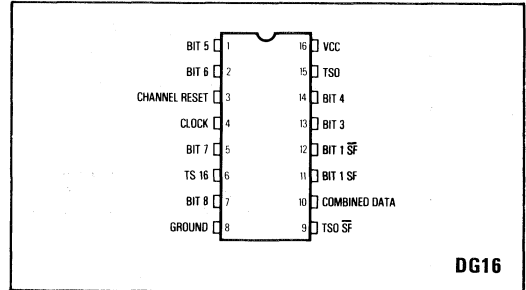 BIT 5 1 16 VCC
BIT 6 2 15 TSO
CHANNEL RESET 3 14 BIT 4
CLOCK 4 13 BIT 3
BIT 7 5 12 BIT 1 S̅F̅
TS 16 6 11 BIT 1 SF
BIT 8 7 10 COMBINED DATA
GROUND 8 9 TSO S̅F̅
DG16